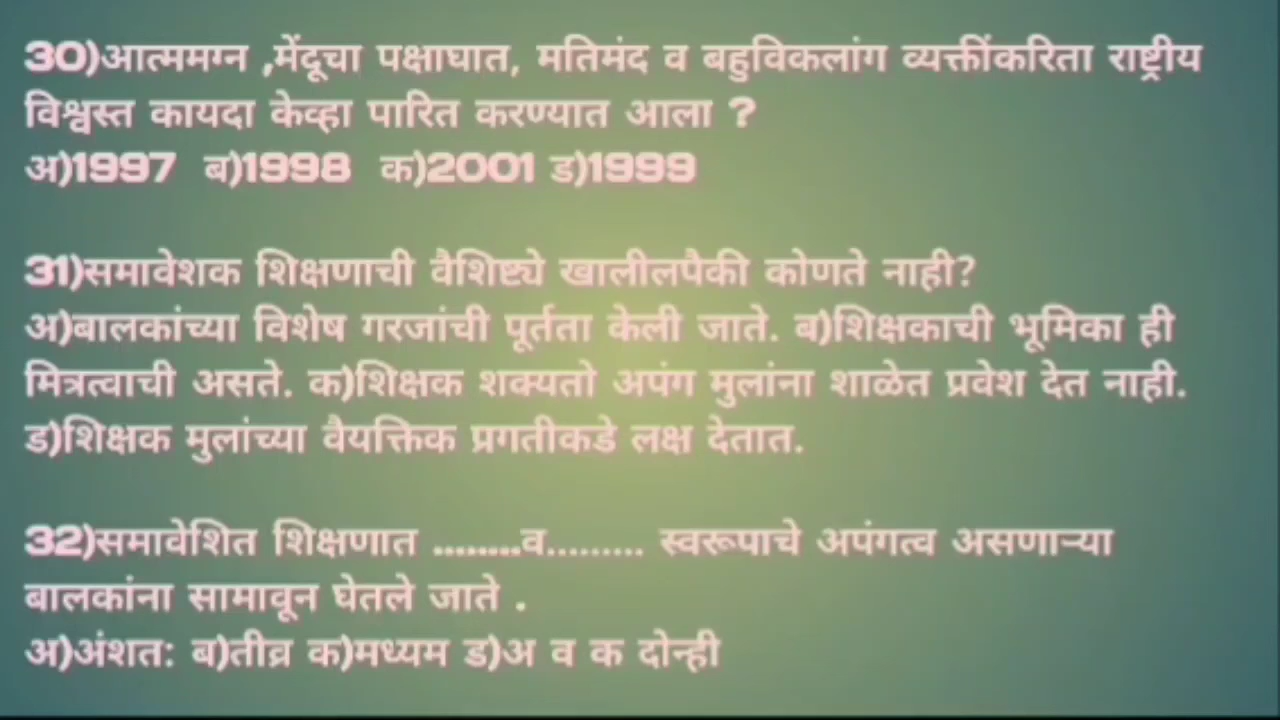 30)आत्ममग्न ,मेंदूचा पक्षाघात, मतिमंद व बहुविकलांग व्यक्तींकरिता राष्ट्रीय
विश्वस्त कायदा केव्हा पारित करण्यात आला ?
अ)1997 ब)1998 क)2001 ड)1999
31)समावेशक शिक्षणाची वैशिष्ट्ये खालीलपैकी कोणते नाही?
अ)बालकांच्या विशेष गरजांची पूर्तता केली जाते. ब)शिक्षकाची भूमिका ही
मित्रत्वाची असते. क)शिक्षक शक्यतो अपंग मुलांना शाळेत प्रवेश देत नाही.
ड)शिक्षक मुलांच्या वैयक्तिक प्रगतीकडे लक्ष देतात.
32)समावेशित शिक्षणात ........व......... स्वरूपाचे अपंगत्व असणाऱ्या
बालकांना सामावून घेतले जाते .
अ)अंशत: ब)तीव्र क)मध्यम ड)अ व क दोन्ही